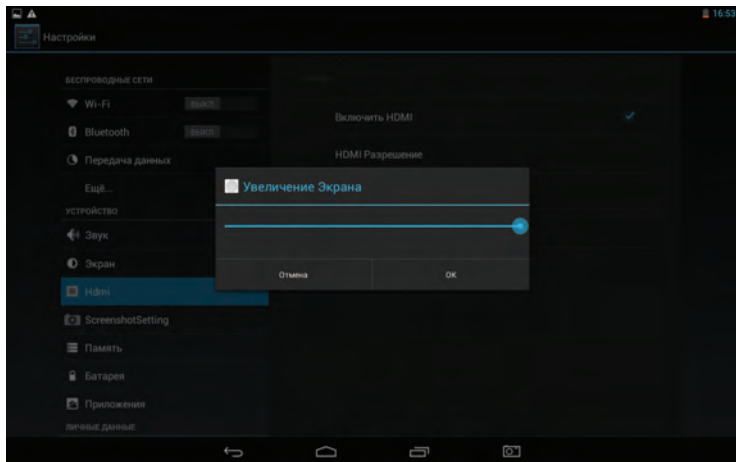 16:53
Настройки
БЕСПРОВОДНЫЕ СЕТИ
Wi-Fi ВЫКЛ
Bluetooth ВЫКЛ
Передача данных
Ещё...
УСТРОЙСТВО
Звук
Экран
Hdmi
ScreenshotSetting
Память
Батарея
Приложения
ЛИЧНЫЕ ДАННЫЕ
Включить HDMI
HDMI Разрешение
Увеличение Экрана
Отмена OK